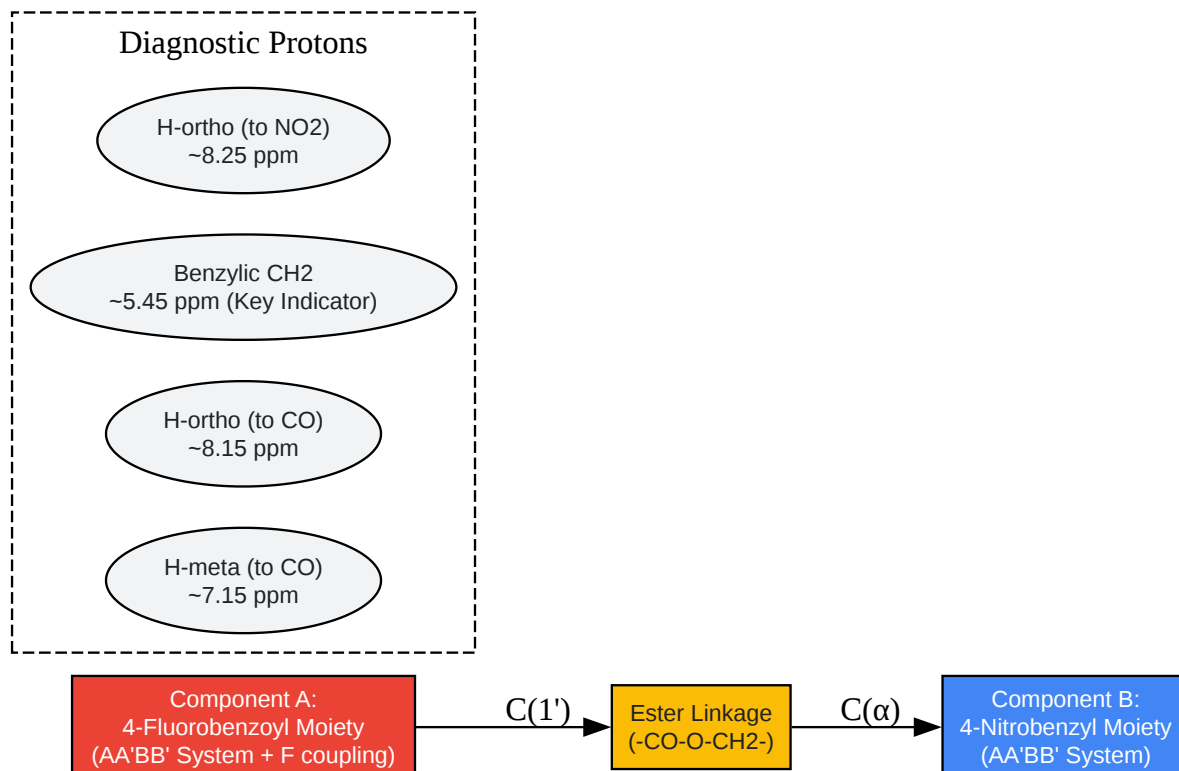 Diagnostic Protons
H-ortho (to NO2)
~8.25 ppm
Benzylic CH2
~5.45 ppm (Key Indicator)
H-ortho (to CO)
~8.15 ppm
H-meta (to CO)
~7.15 ppm
Component A:
4-Fluorobenzoyl Moiety
(AA'BB' System + F coupling)
C(1')
Ester Linkage
(-CO-O-CH2-)
C(α)
Component B:
4-Nitrobenzyl Moiety
(AA'BB' System)